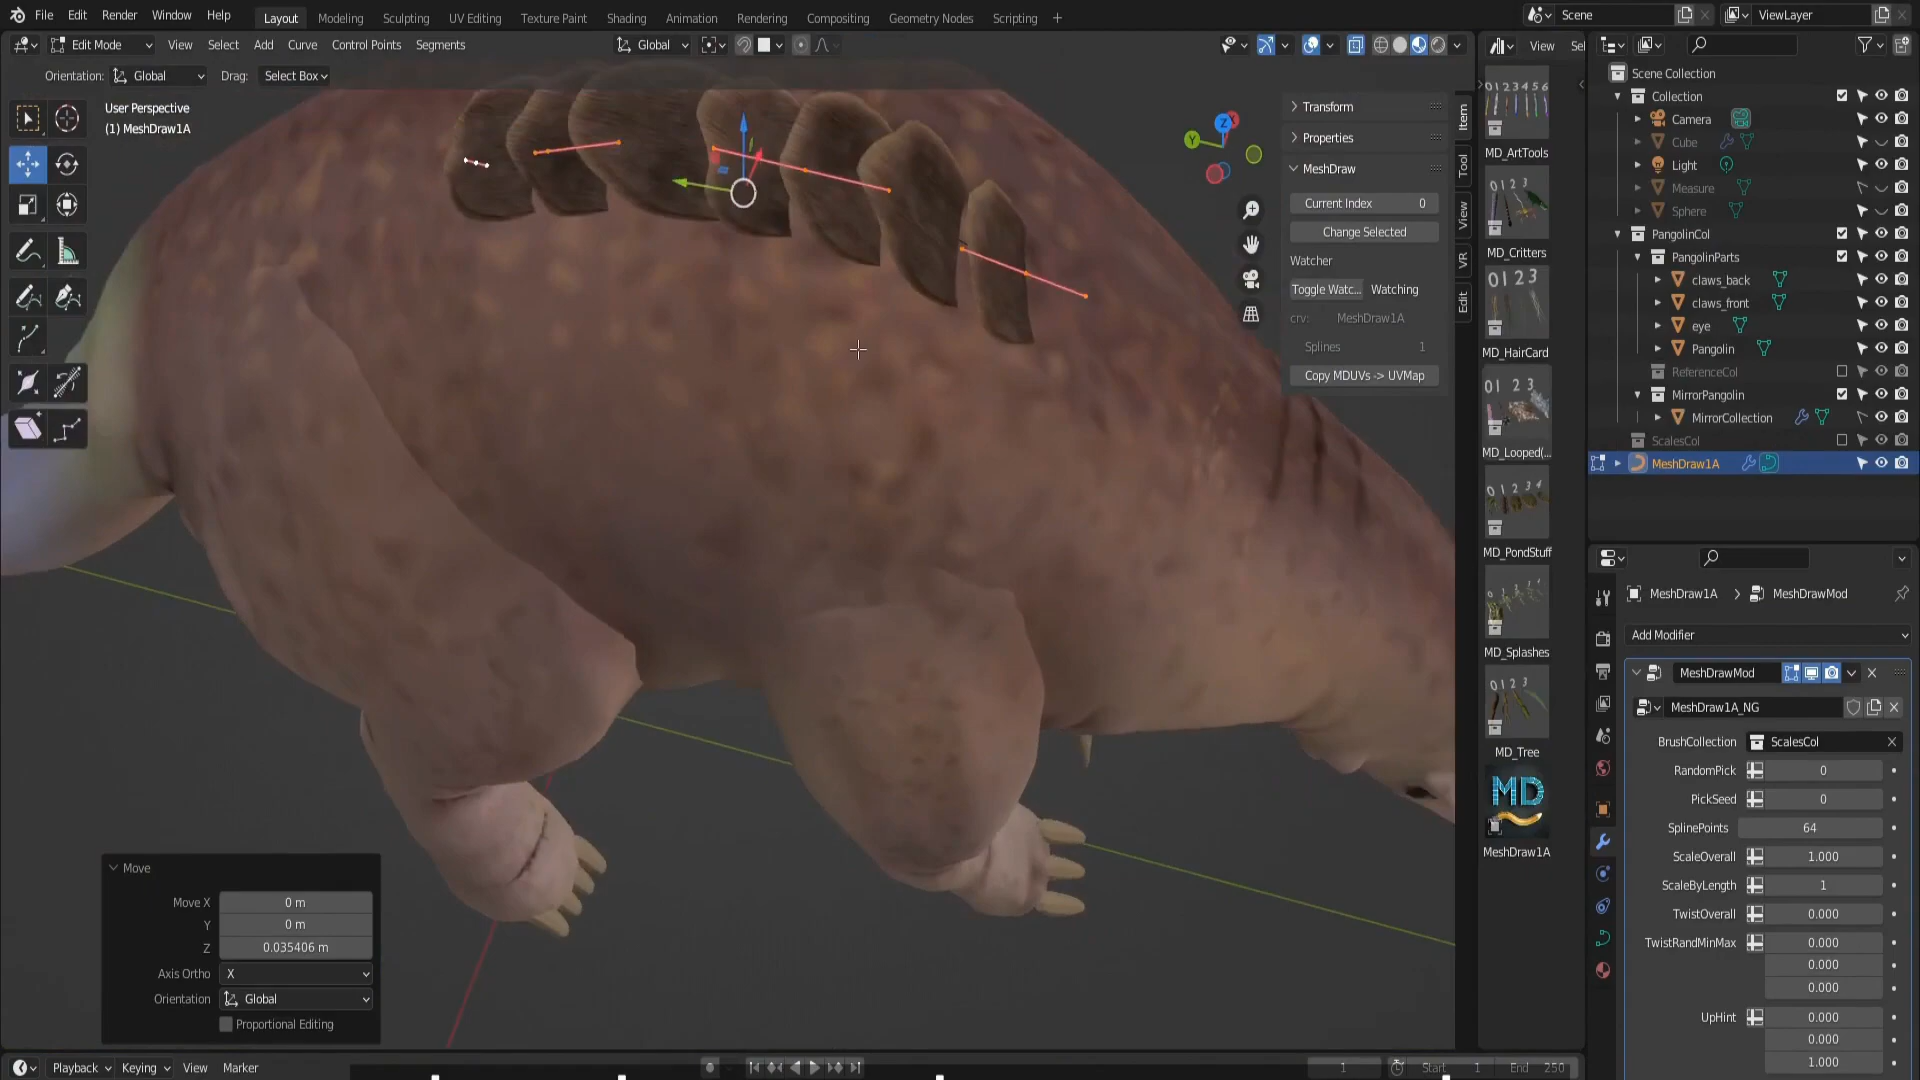 File Edit Render Window Help
Layout Modeling Sculpting UV Editing Texture Paint Shading Animation Rendering Compositing Geometry Nodes Scripting +
Scene
ViewLayer
Edit Mode View Select Add Curve Control Points Segments
Global
View Sel
Orientation: Global Drag: Select Box
User Perspective
(1) MeshDraw1A
Transform
Properties
MeshDraw
Current Index 0
Change Selected
Watcher
Toggle Watc... Watching
crv: MeshDraw1A
Splines 1
Copy MDUVs -> UVMap
Item
Tool
View
VR
Edit
MD_ArtTools
MD_Critters
MD_HairCard
MD_Looped(...
MD_PondStuff
MD_Splashes
MD_Tree
MD
MeshDraw1A
Scene Collection
Collection
Camera
Cube
Light
Measure
Sphere
PangolinCol
PangolinParts
claws_back
claws_front
eye
Pangolin
ReferenceCol
MirrorPangolin
MirrorCollection
ScalesCol
MeshDraw1A
MeshDraw1A > MeshDrawMod
Add Modifier
MeshDrawMod
MeshDraw1A_NG
BrushCollection ScalesCol
RandomPick 0
PickSeed 0
SplinePoints 64
ScaleOverall 1.000
ScaleByLength 1
TwistOverall 0.000
TwistRandMinMax 0.000
0.000
0.000
UpHint 0.000
0.000
1.000
Move
Move X 0 m
Y 0 m
Z 0.035406 m
Axis Ortho X
Orientation Global
Proportional Editing
Playback Keying View Marker
1 Start 1 End 250